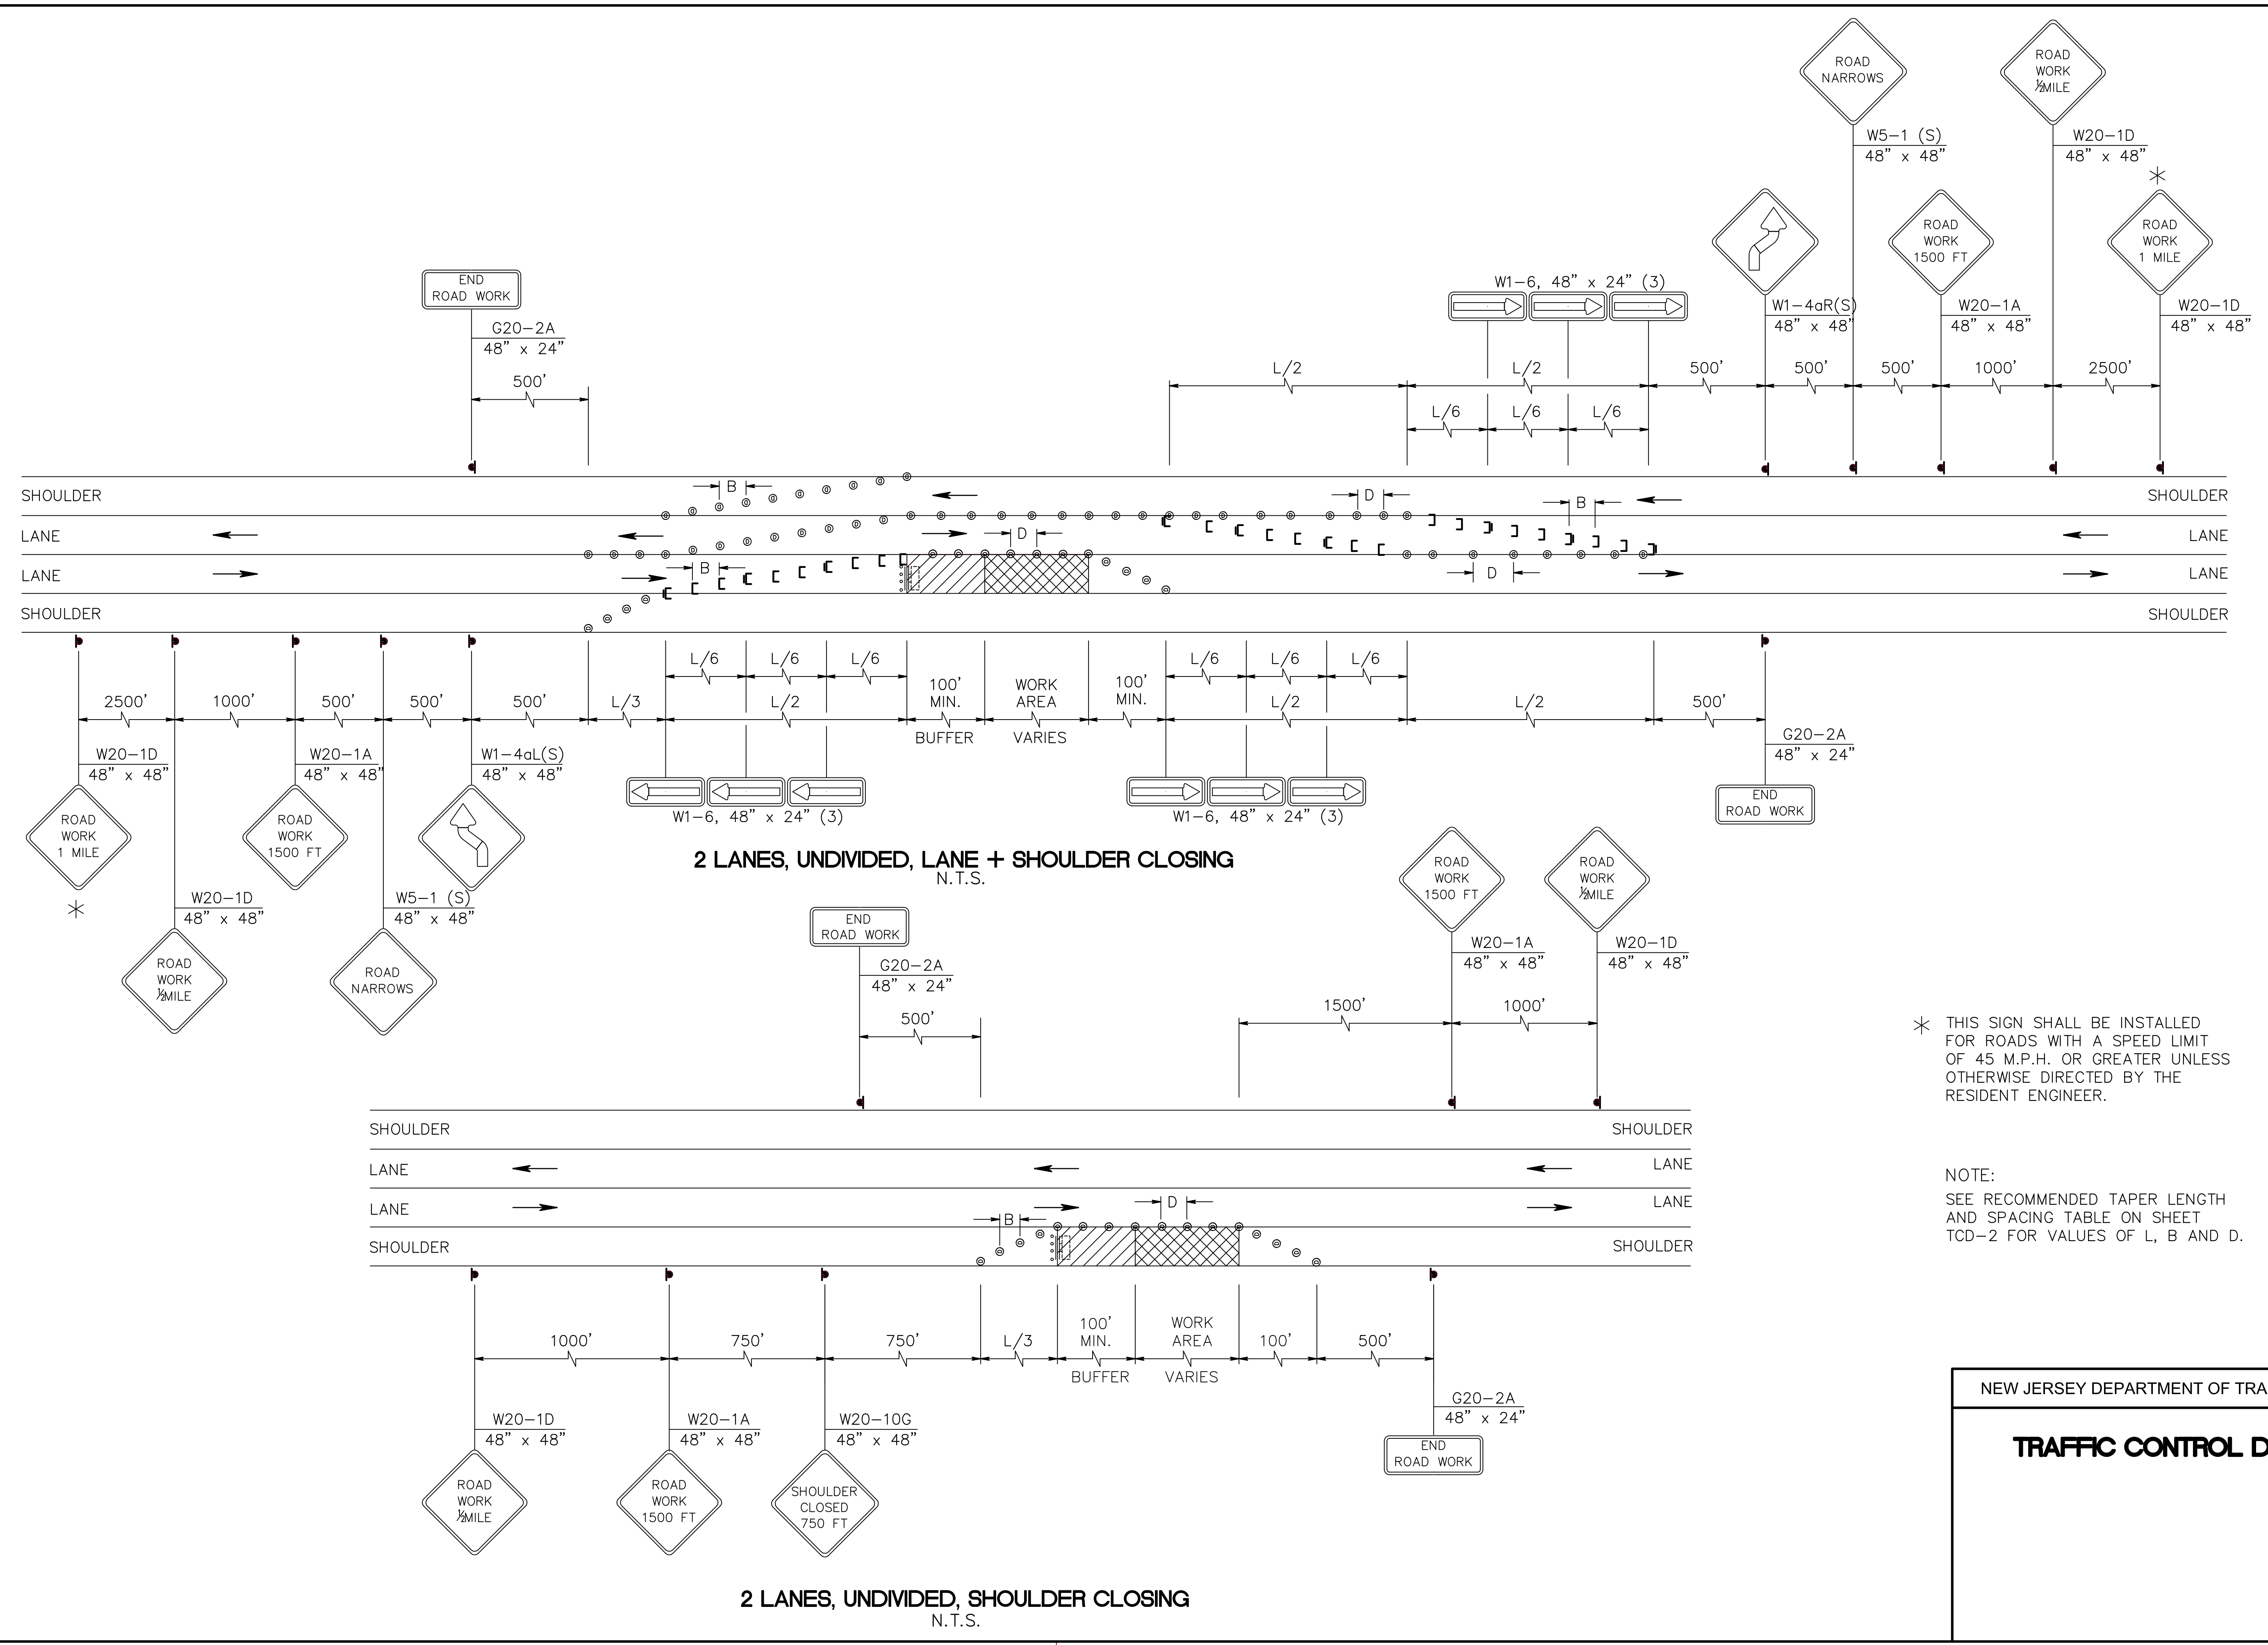 ROAD
NARROWS
W5-1 (S)
48" x 48"
ROAD
WORK
½MILE
W20-1D
48" x 48"
W1-4aR(S)
48" x 48"
ROAD
WORK
1500 FT
W20-1A
48" x 48"
*
ROAD
WORK
1 MILE
W20-1D
48" x 48"
END
ROAD WORK
G20-2A
48" x 24"
500'
W1-6, 48" x 24" (3)
L/2
L/2
500'
500'
500'
1000'
2500'
L/6
L/6
L/6
SHOULDER
B
D
B
SHOULDER
LANE
D
LANE
LANE
B
D
LANE
SHOULDER
SHOULDER
L/6
L/6
L/6
L/6
L/6
L/6
2500'
1000'
500'
500'
500'
L/3
L/2
100'
MIN.
BUFFER
WORK
AREA
VARIES
100'
MIN.
L/2
L/2
500'
W20-1D
48" x 48"
W20-1A
48" x 48"
W1-4aL(S)
48" x 48"
G20-2A
48" x 24"
ROAD
WORK
1 MILE
*
ROAD
WORK
1500 FT
W1-6, 48" x 24" (3)
W1-6, 48" x 24" (3)
END
ROAD WORK
W20-1D
48" x 48"
ROAD
WORK
½MILE
W5-1 (S)
48" x 48"
ROAD
NARROWS
2 LANES, UNDIVIDED, LANE + SHOULDER CLOSING
N.T.S.
END
ROAD WORK
G20-2A
48" x 24"
500'
ROAD
WORK
1500 FT
W20-1A
48" x 48"
ROAD
WORK
½MILE
W20-1D
48" x 48"
1500'
1000'
SHOULDER
SHOULDER
LANE
LANE
LANE
D
LANE
B
SHOULDER
SHOULDER
1000'
750'
750'
L/3
100'
MIN.
BUFFER
WORK
AREA
VARIES
100'
500'
W20-1D
48" x 48"
ROAD
WORK
½MILE
W20-1A
48" x 48"
ROAD
WORK
1500 FT
W20-10G
48" x 48"
SHOULDER
CLOSED
750 FT
G20-2A
48" x 24"
END
ROAD WORK
2 LANES, UNDIVIDED, SHOULDER CLOSING
N.T.S.
* THIS SIGN SHALL BE INSTALLED
FOR ROADS WITH A SPEED LIMIT
OF 45 M.P.H. OR GREATER UNLESS
OTHERWISE DIRECTED BY THE
RESIDENT ENGINEER.
NOTE:
SEE RECOMMENDED TAPER LENGTH
AND SPACING TABLE ON SHEET
TCD-2 FOR VALUES OF L, B AND D.
NEW JERSEY DEPARTMENT OF TRA
TRAFFIC CONTROL D